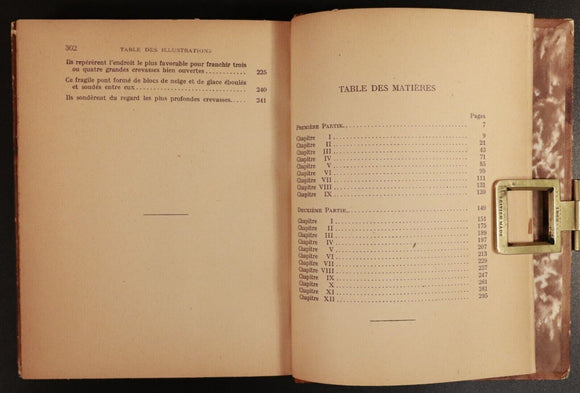 302 TABLE DES ILLUSTRATIONS
Ils repérèrent l'endroit le plus favorable pour franchir trois
ou quatre grandes crevasses bien ouvertes 225
Ce fragile pont formé de blocs de neige et de glace éboulés
et sondés entre eux 240
Ils sondèrent du regard les plus profondes crevasses 241
TABLE DES MATIÈRES
Pages
PREMIÈRE PARTIE 7
Chapitre I 9
Chapitre II 21
Chapitre III 43
Chapitre IV 71
Chapitre V 85
Chapitre VI 99
Chapitre VII 111
Chapitre VIII 131
Chapitre IX 139
DEUXIÈME PARTIE 149
Chapitre I 151
Chapitre II 175
Chapitre III 189
Chapitre IV 197
Chapitre V 207
Chapitre VI 213
Chapitre VII 229
Chapitre VIII 237
Chapitre IX 247
Chapitre X 261
Chapitre XI 281
Chapitre XII 295